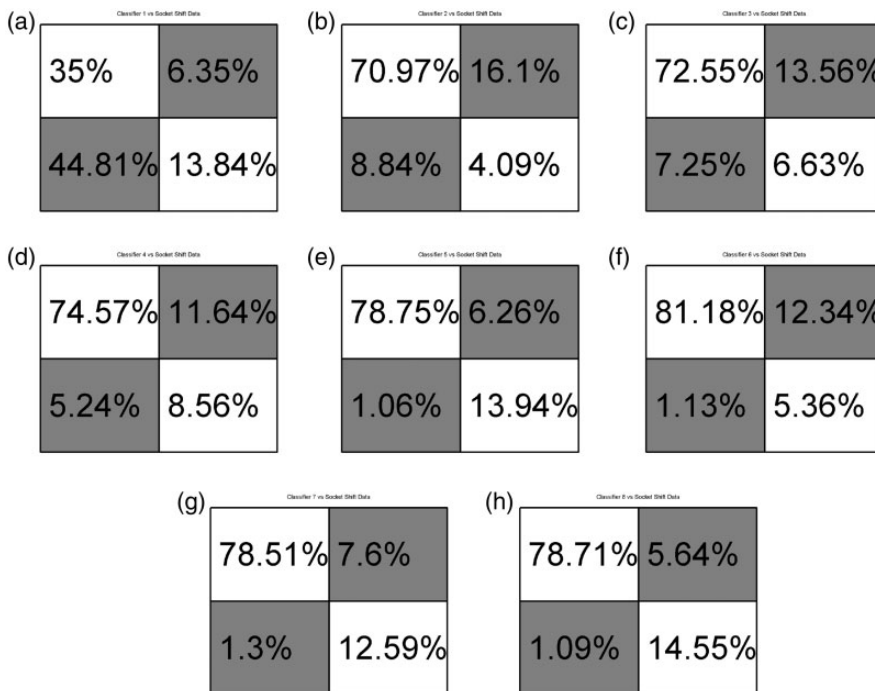 (a)
Classifier 1 vs Socket Shift Data
35% 6.35%
44.81% 13.84%
(b)
Classifier 2 vs Socket Shift Data
70.97% 16.1%
8.84% 4.09%
(c)
Classifier 3 vs Socket Shift Data
72.55% 13.56%
7.25% 6.63%
(d)
Classifier 4 vs Socket Shift Data
74.57% 11.64%
5.24% 8.56%
(e)
Classifier 5 vs Socket Shift Data
78.75% 6.26%
1.06% 13.94%
(f)
Classifier 6 vs Socket Shift Data
81.18% 12.34%
1.13% 5.36%
(g)
Classifier 7 vs Socket Shift Data
78.51% 7.6%
1.3% 12.59%
(h)
Classifier 8 vs Socket Shift Data
78.71% 5.64%
1.09% 14.55%